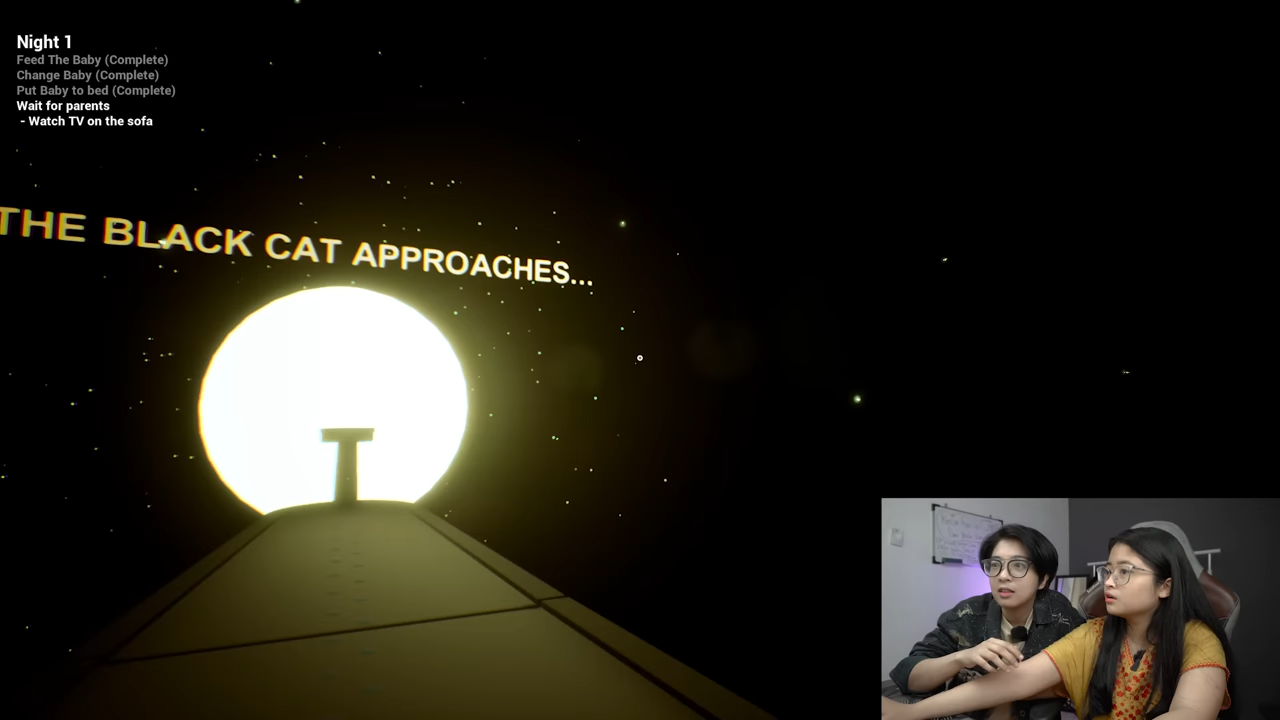 Night 1
Feed The Baby (Complete)
Change Baby (Complete)
Put Baby to bed (Complete)
Wait for parents
- Watch TV on the sofa
THE BLACK CAT APPROACHES...